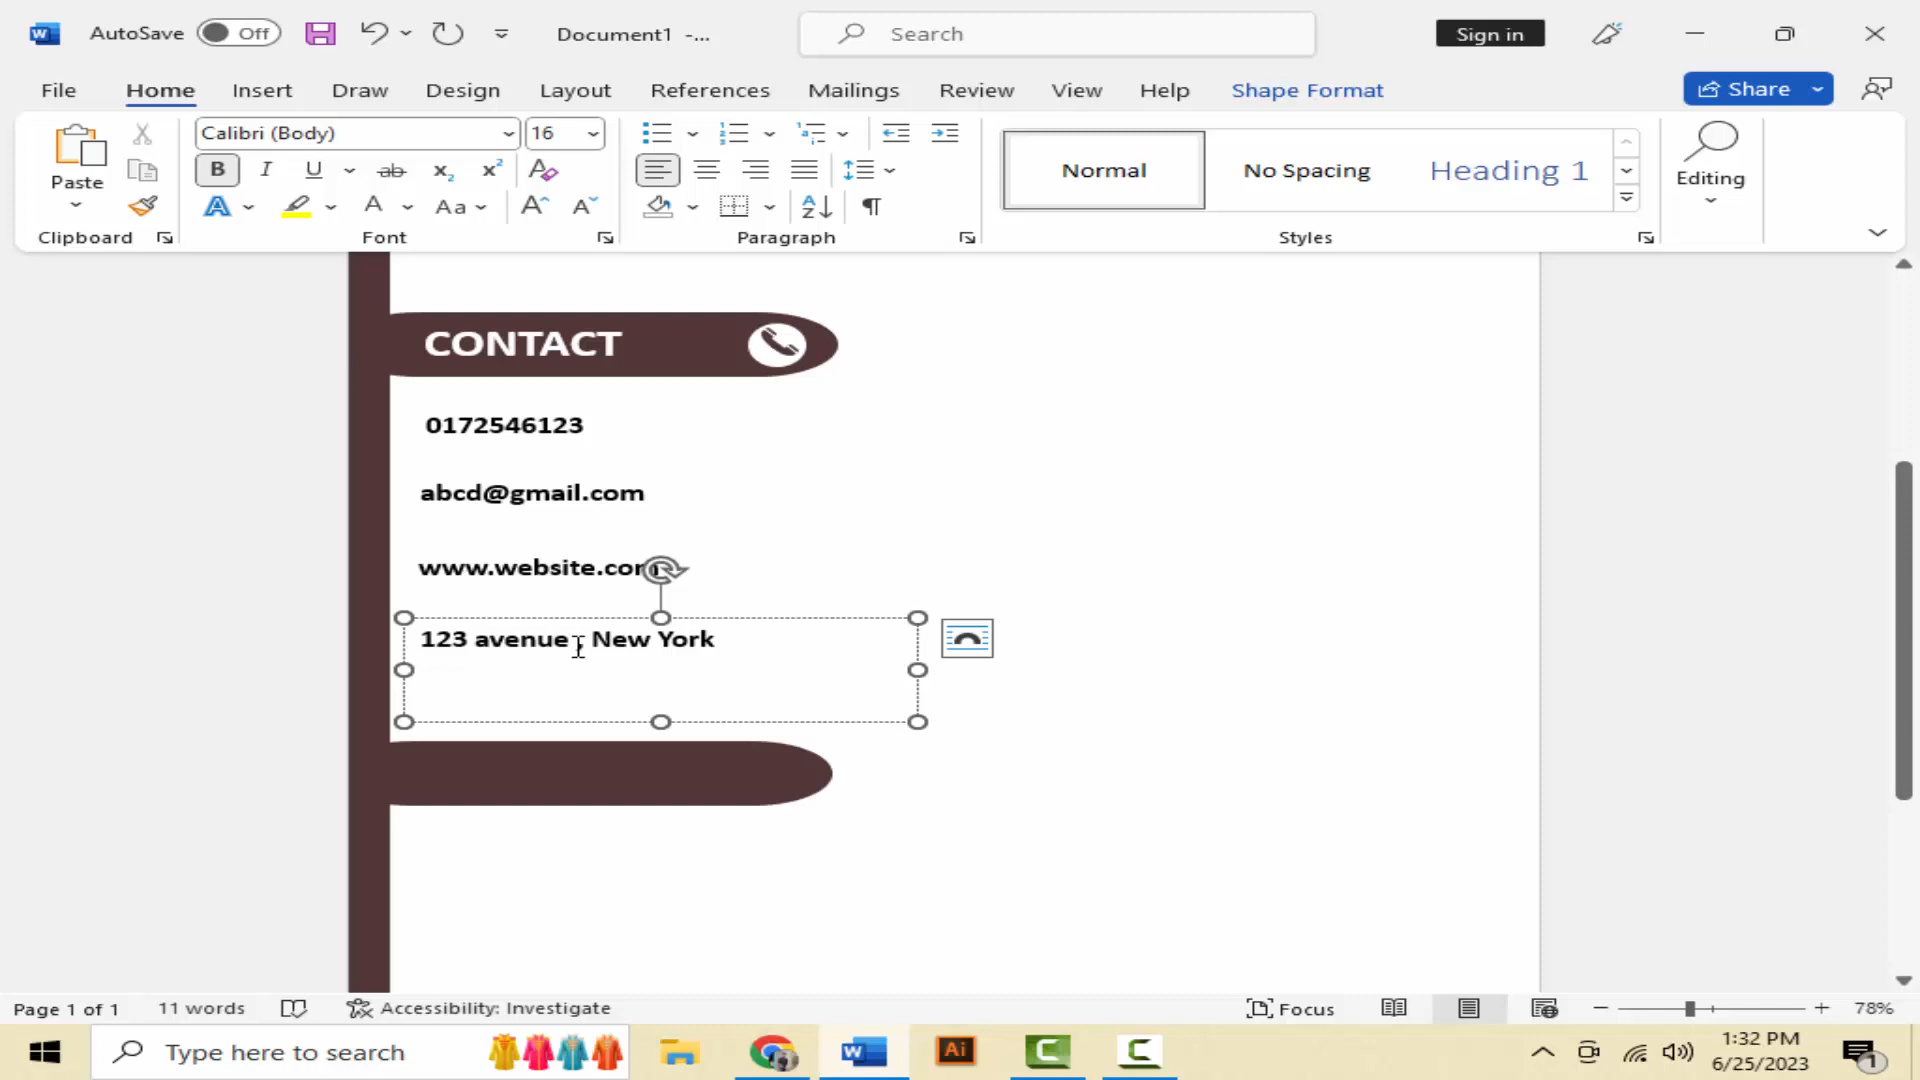 AutoSave Off Document1 -... Search Sign in
File Home Insert Draw Design Layout References Mailings Review View Help Shape Format Share
Calibri (Body) 16
Paste
Normal No Spacing Heading 1 Editing
Clipboard Font Paragraph Styles
CONTACT
0172546123
abcd@gmail.com
www.website.com
123 avenue , New York
Page 1 of 1 11 words Accessibility: Investigate Focus 78%
Type here to search 1:32 PM
6/25/2023